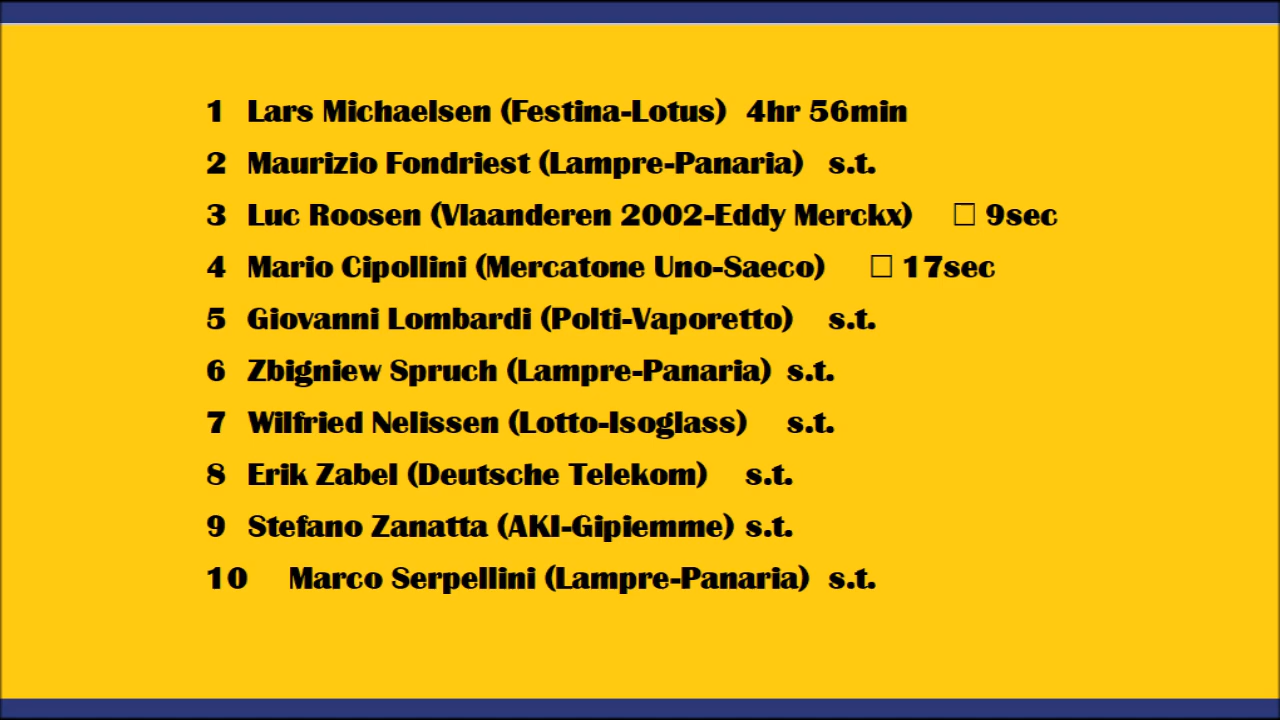 1 Lars Michaelsen (Festina-Lotus) 4hr 56min
2 Maurizio Fondriest (Lampre-Panaria) s.t.
3 Luc Roosen (Vlaanderen 2002-Eddy Merckx) □ 9sec
4 Mario Cipollini (Mercatone Uno-Saeco) □ 17sec
5 Giovanni Lombardi (Polti-Vaporetto) s.t.
6 Zbigniew Spruch (Lampre-Panaria) s.t.
7 Wilfried Nelissen (Lotto-Isoglass) s.t.
8 Erik Zabel (Deutsche Telekom) s.t.
9 Stefano Zanatta (AKI-Gipiemme) s.t.
10 Marco Serpellini (Lampre-Panaria) s.t.